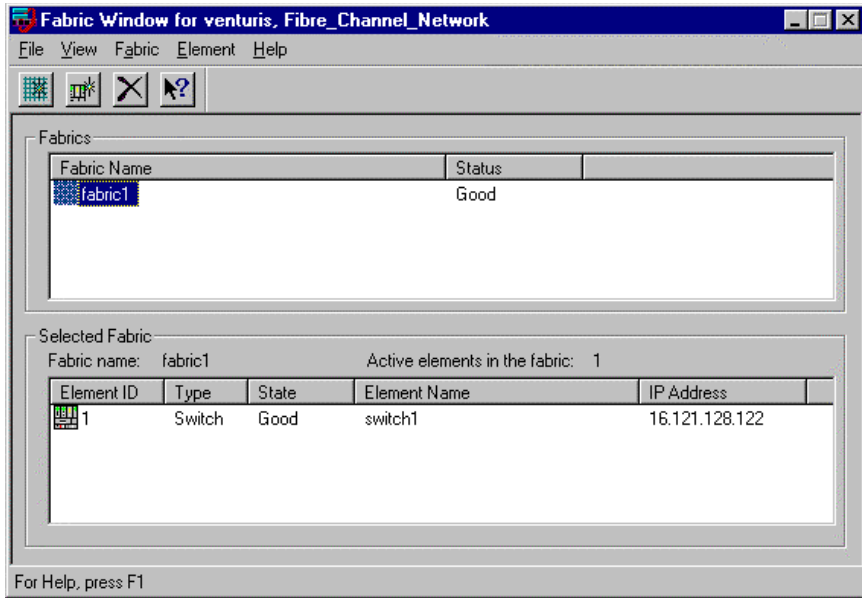 Fabric Window for venturis, Fibre_Channel_Network
File View Fabric Element Help
Fabrics
Fabric Name Status
fabric1 Good
Selected Fabric
Fabric name: fabric1 Active elements in the fabric: 1
Element ID Type State Element Name IP Address
1 Switch Good switch1 16.121.128.122
For Help, press F1